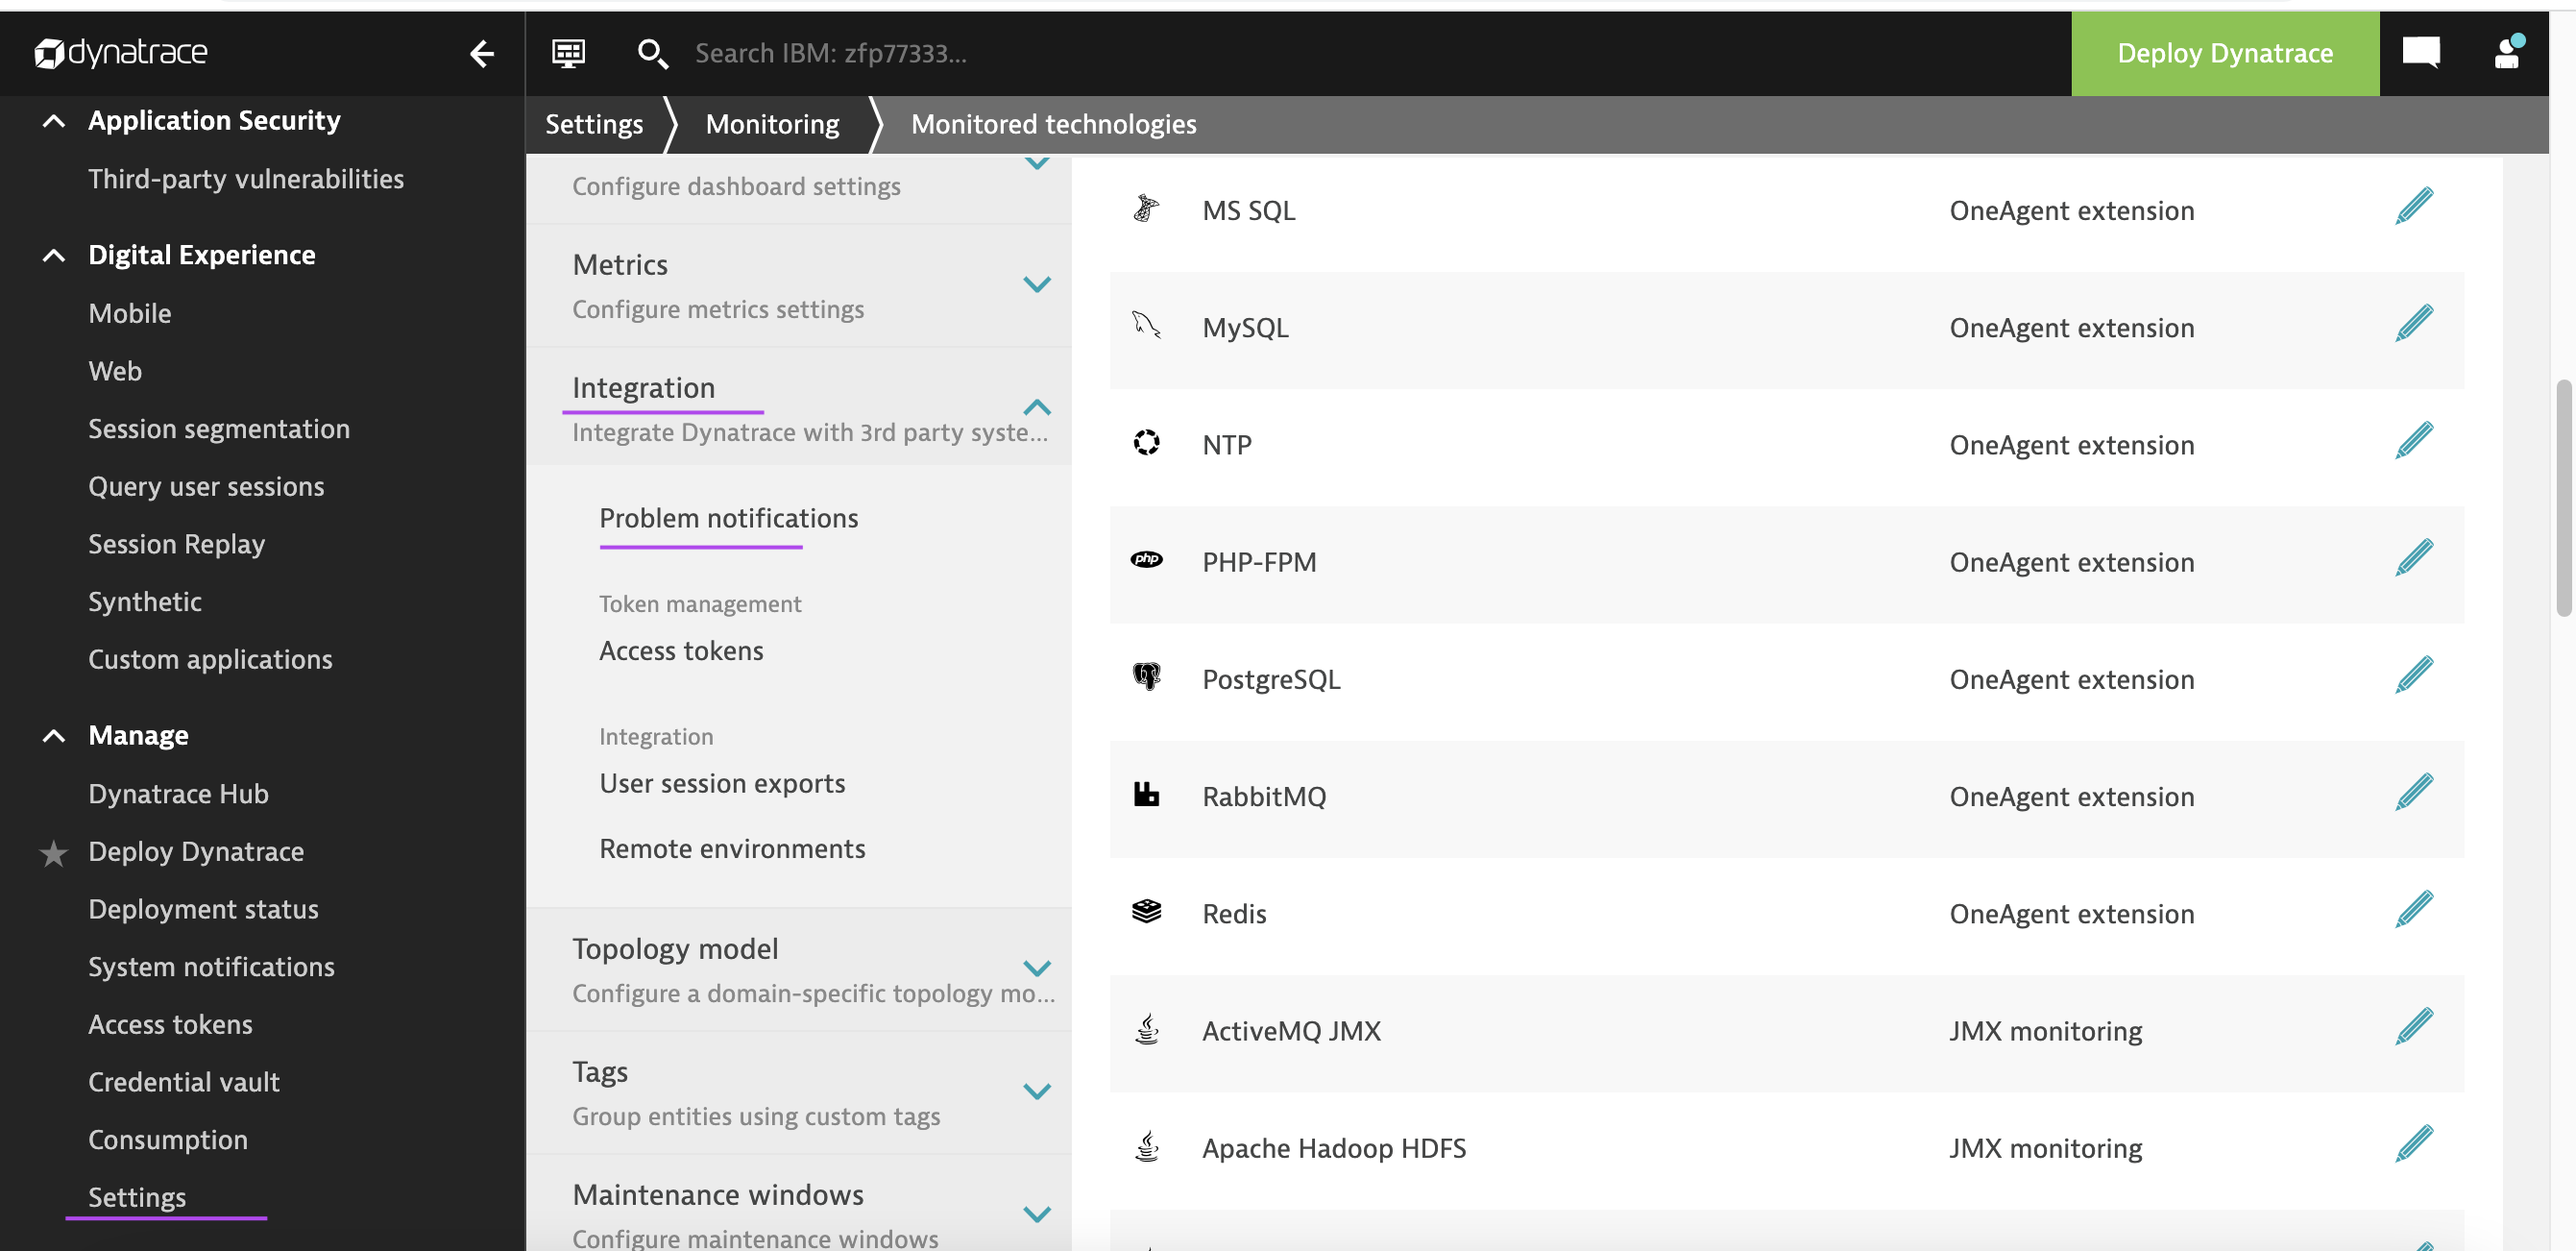 dynatrace
Search IBM: zfp77333...
Deploy Dynatrace
Application Security
Third-party vulnerabilities
Digital Experience
Mobile
Web
Session segmentation
Query user sessions
Session Replay
Synthetic
Custom applications
Manage
Dynatrace Hub
Deploy Dynatrace
Deployment status
System notifications
Access tokens
Credential vault
Consumption
Settings
Settings
Monitoring
Monitored technologies
Configure dashboard settings
Metrics
Configure metrics settings
Integration
Integrate Dynatrace with 3rd party syste...
Problem notifications
Token management
Access tokens
Integration
User session exports
Remote environments
Topology model
Configure a domain-specific topology mo...
Tags
Group entities using custom tags
Maintenance windows
Configure maintenance windows
MS SQL OneAgent extension
MySQL OneAgent extension
NTP OneAgent extension
php PHP-FPM OneAgent extension
PostgreSQL OneAgent extension
RabbitMQ OneAgent extension
Redis OneAgent extension
ActiveMQ JMX JMX monitoring
Apache Hadoop HDFS JMX monitoring